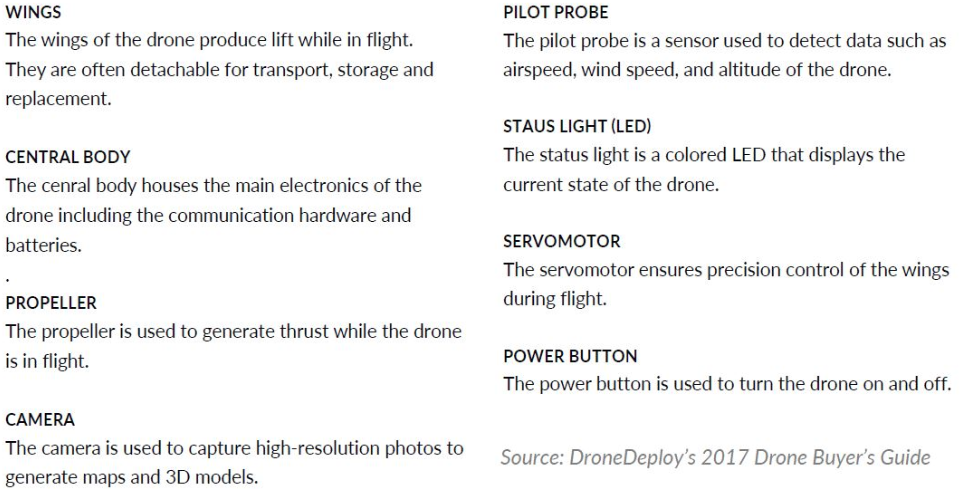 WINGS
The wings of the drone produce lift while in flight.
They are often detachable for transport, storage and
replacement.
CENTRAL BODY
The cenral body houses the main electronics of the
drone including the communication hardware and
batteries.
.
PROPELLER
The propeller is used to generate thrust while the drone
is in flight.
CAMERA
The camera is used to capture high-resolution photos to
generate maps and 3D models.
PILOT PROBE
The pilot probe is a sensor used to detect data such as
airspeed, wind speed, and altitude of the drone.
STAUS LIGHT (LED)
The status light is a colored LED that displays the
current state of the drone.
SERVOMOTOR
The servomotor ensures precision control of the wings
during flight.
POWER BUTTON
The power button is used to turn the drone on and off.
Source: DroneDeploy's 2017 Drone Buyer's Guide